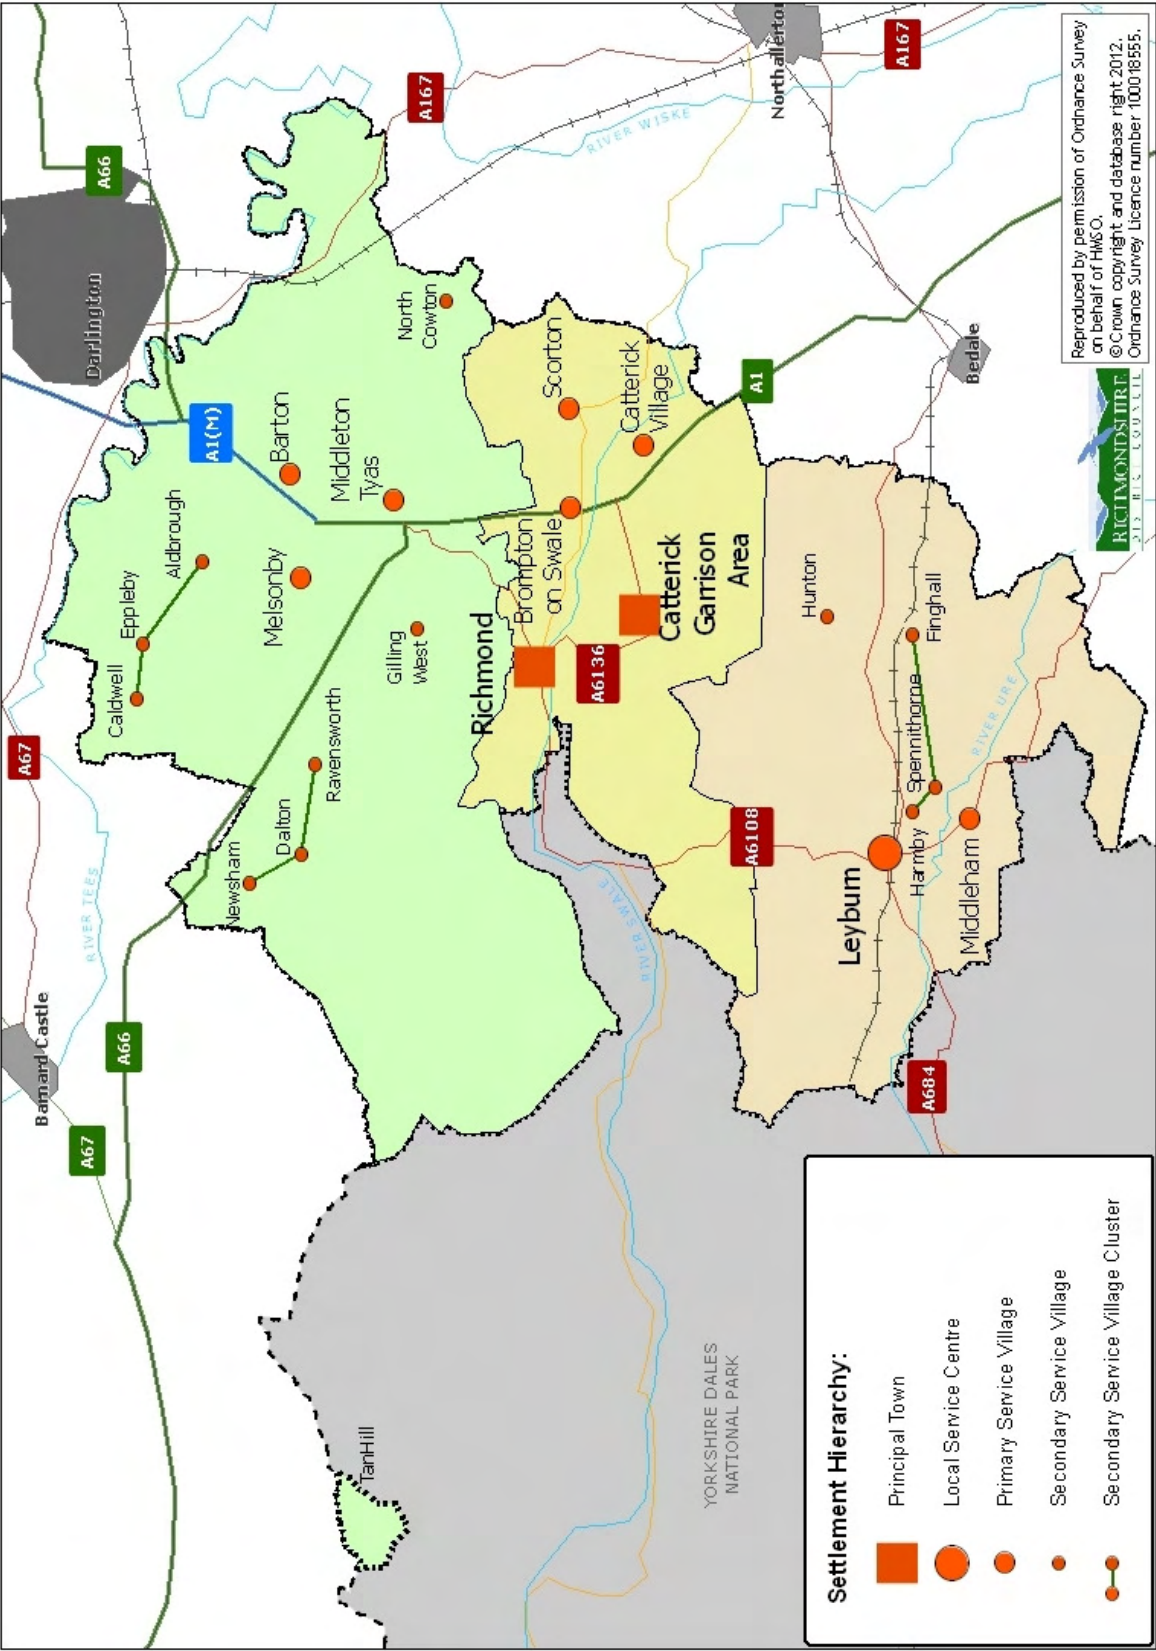 Barnard Castle
A67
A66
RIVER TEES
A67
Darlington
A66
A1(M)
Caldwell
Eppleby
Aldbrough
Newsham
Dalton
Ravensworth
Melsonby
Barton
Middleton
Tyas
Gilling
West
North
Cowton
A167
RIVER WISKE
Northallerton
A167
TanHill
Richmond
Brompton
on Swale
Scorton
Catterick
Village
A6136
Catterick
Garrison
Area
A1
RIVER SWALE
YORKSHIRE DALES
NATIONAL PARK
A6108
Hunton
Leyburn
Harmby
Spennithorne
Finghall
Middleham
RIVER URE
A684
Bedale
Settlement Hierarchy:
Principal Town
Local Service Centre
Primary Service Village
Secondary Service Village
Secondary Service Village Cluster
RICHMONDSHIRE
DISTRICT COUNCIL
Reproduced by permission of Ordnance Survey
on behalf of HMSO.
©Crown copyright and database right 2012.
Ordnance Survey Licence number 100018555.